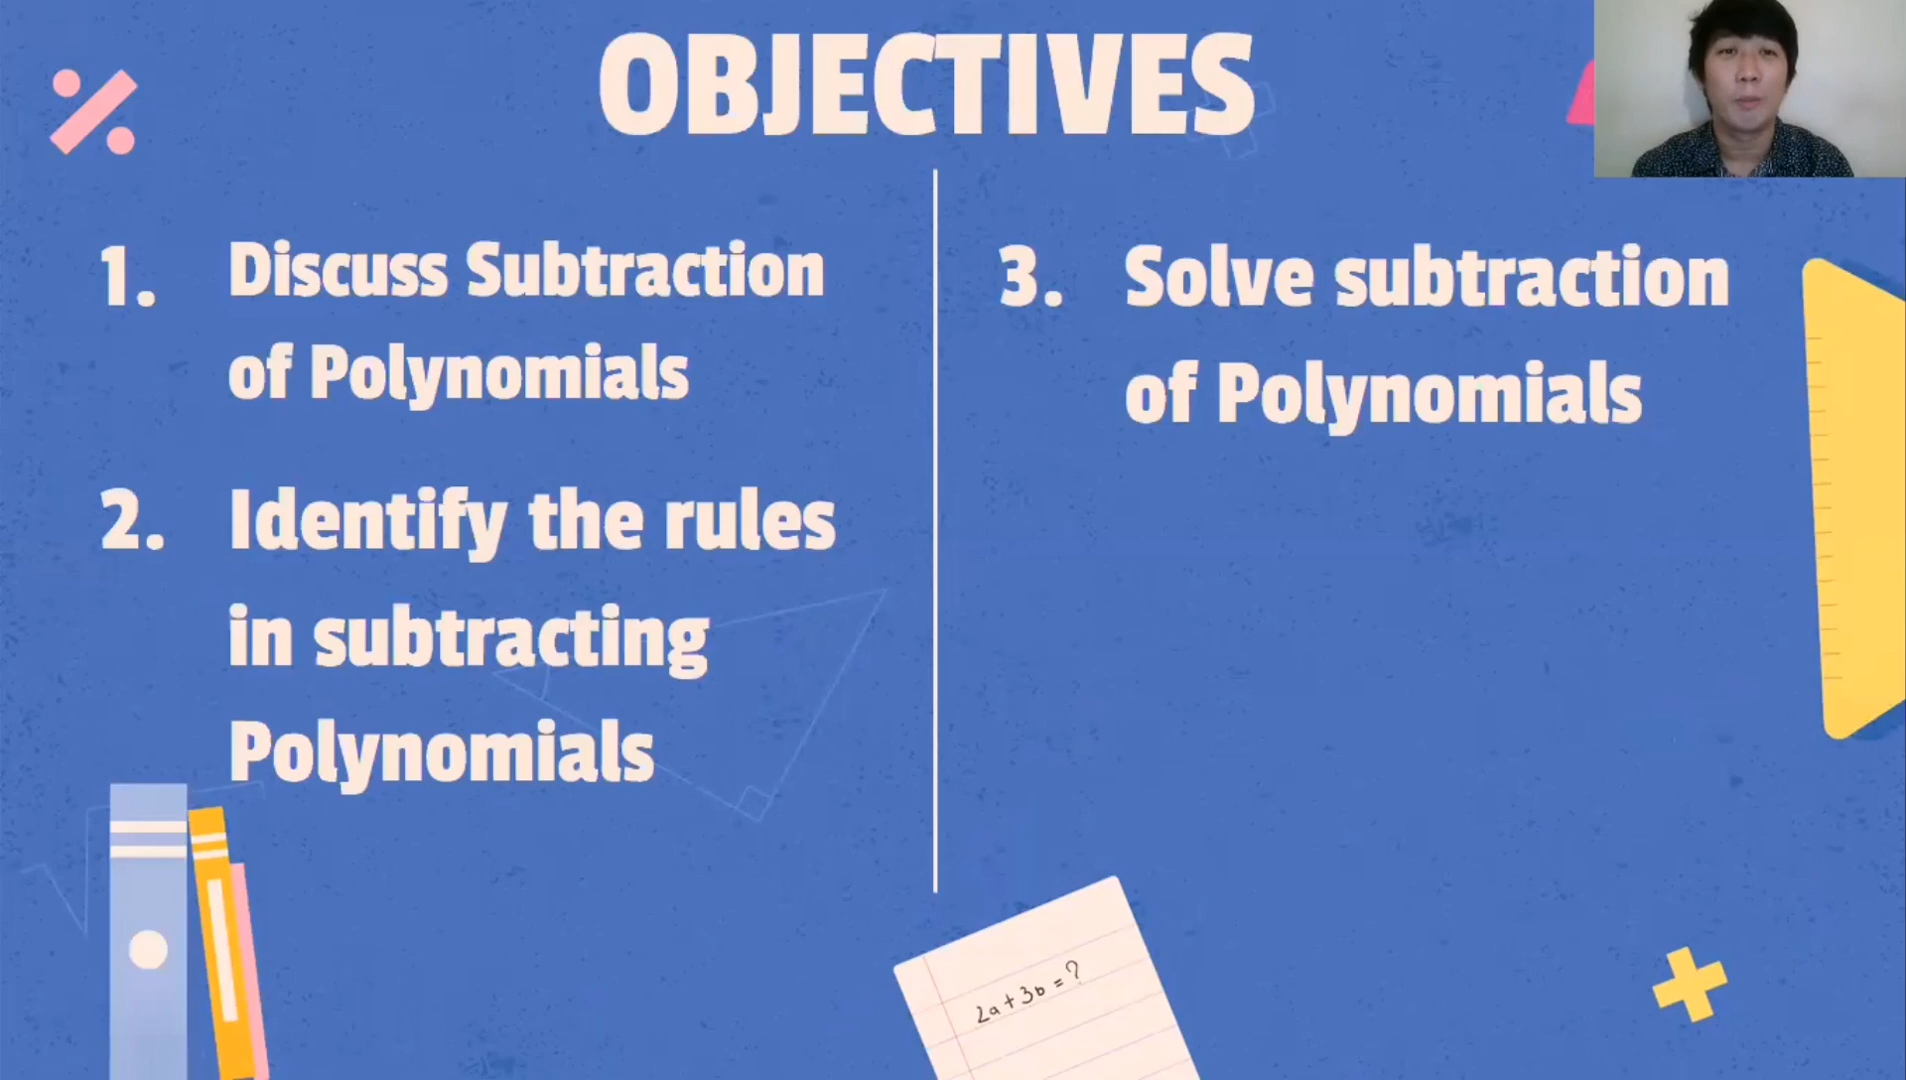 OBJECTIVES
1. Discuss Subtraction
of Polynomials
2. Identify the rules
in subtracting
Polynomials
3. Solve subtraction
of Polynomials
2a+3b=?